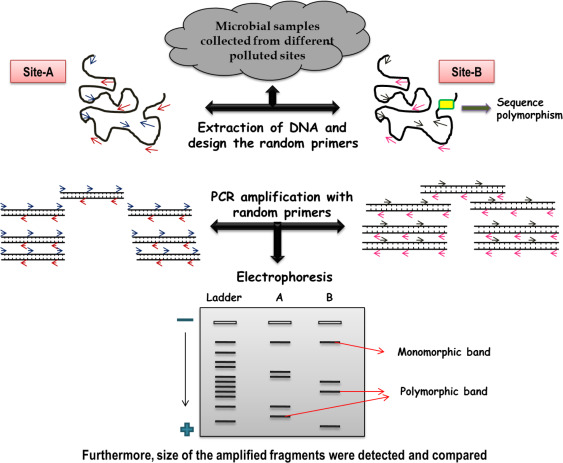 Microbial samples
collected from different
polluted sites
Site-A
Site-B
Sequence
polymorphism
Extraction of DNA and
design the random primers
PCR amplification with
random primers
Electrophoresis
Ladder A B
Monomorphic band
Polymorphic band
Furthermore, size of the amplified fragments were detected and compared